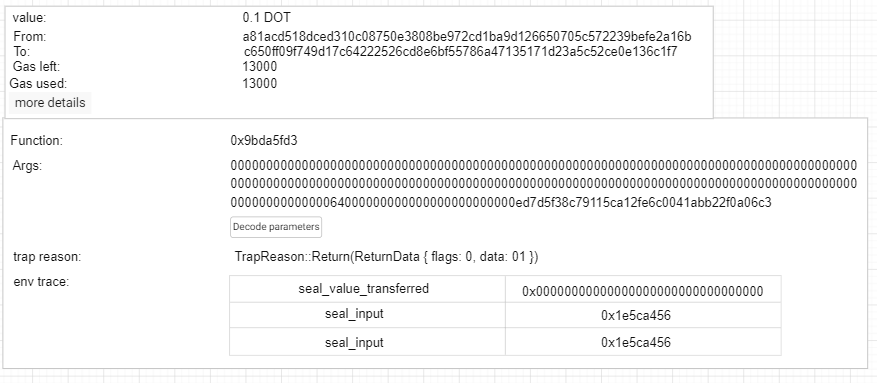 value: 0.1 DOT
From: a81acd518dced310c08750e3808be972cd1ba9d126650705c572239befe2a16b
To: c650ff09f749d17c64222526cd8e6bf55786a47135171d23a5c52ce0e136c1f7
Gas left: 13000
Gas used: 13000
more details
Function: 0x9bda5fd3
Args:
trap reason: TrapReason::Return(ReturnData { flags: 0, data: 01 })
Decode parameters
env trace:
seal_value_transferred 0x00000000000000000000000000000000
seal_input 0x1e5ca456
seal_input 0x1e5ca456